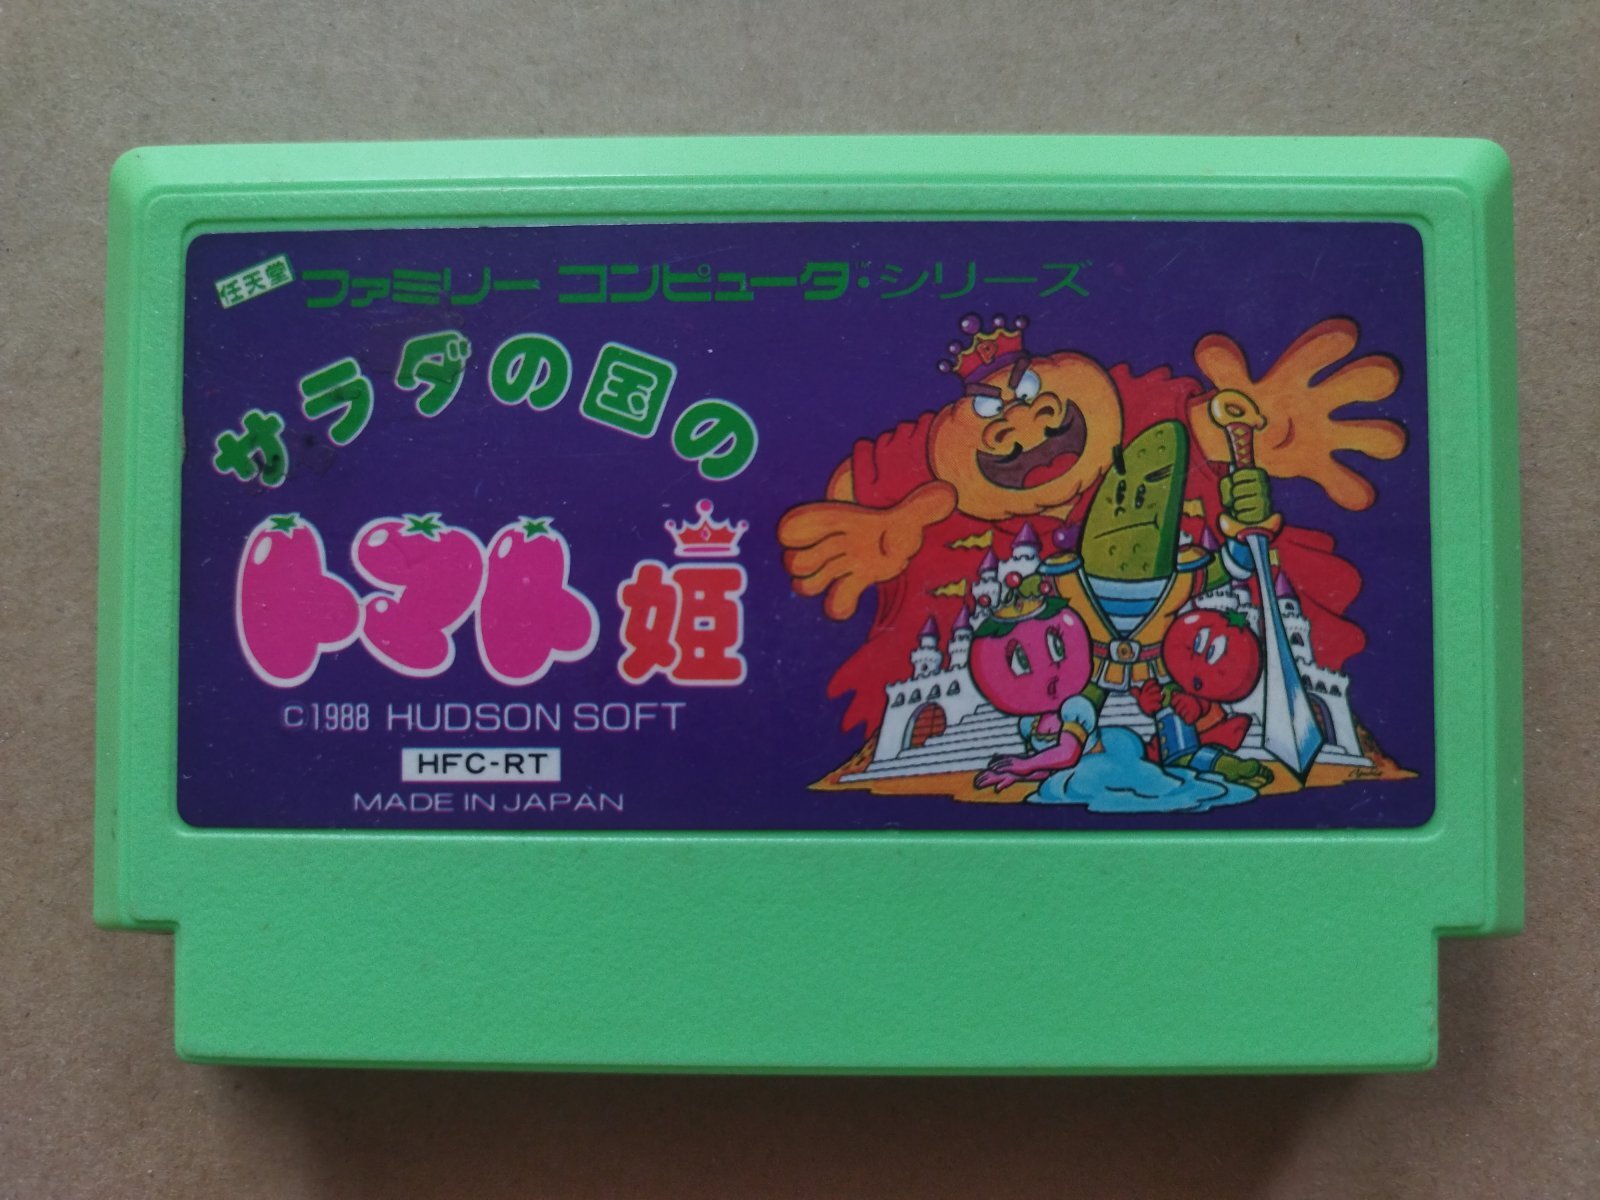 任天堂 ファミリー コンピュータ・シリーズ
サラダの国の
トマト姫
©1988 HUDSON SOFT
HFC-RT
MADE IN JAPAN
P